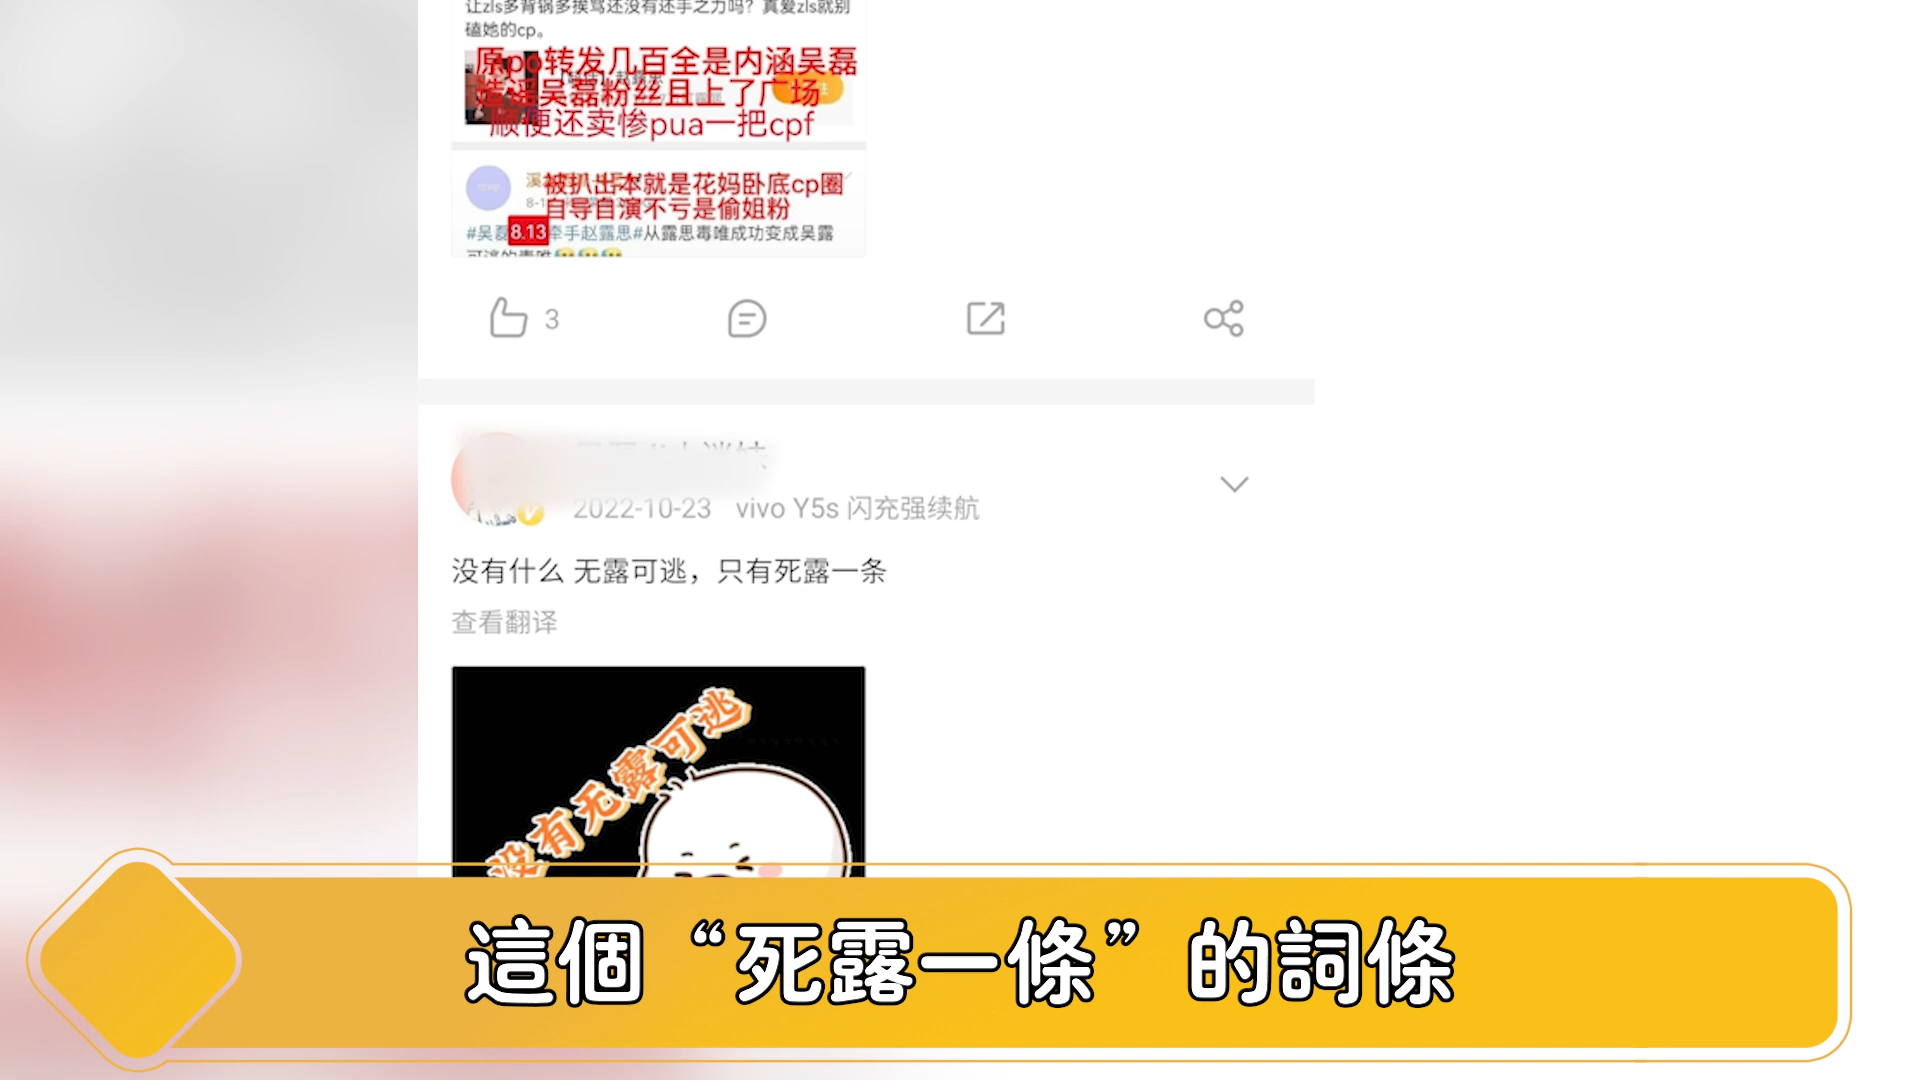 让zls多背锅多挨骂还没有还手之力吗？真爱zls就别
磕她的cp。
原po转发几百全是内涵吴磊
造谣吴磊粉丝且上了广场
顺便还卖惨pua一把cpf
被扒出本就是花妈卧底cp圈
自导自演不亏是偷姐粉
8.13
#吴磊 牵手赵露思#从露思毒唯成功变成吴露
可逃的毒唯
3
2022-10-23 vivo Y5s 闪充强续航
没有什么 无露可逃，只有死露一条
查看翻译
没有无露可逃
這個“死露一條”的詞條